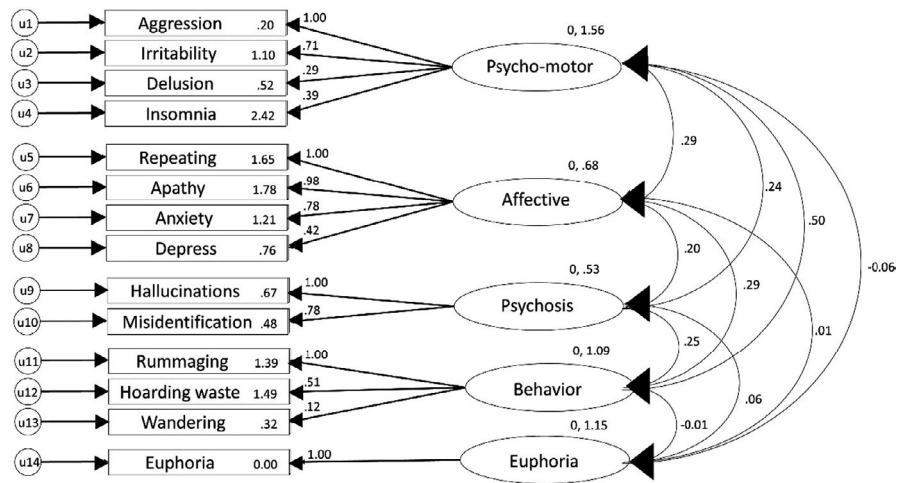 0, 1.56
u1 Aggression .20 1.00
u2 Irritability 1.10 .71
Psycho-motor
u3 Delusion .52 .29
u4 Insomnia 2.42 .39
.29
u5 Repeating 1.65 1.00
0, .68
u6 Apathy 1.78 .98
.24
Affective
u7 Anxiety 1.21 .78
.50
u8 Depress .76 .42
.20
0, .53
-0.06
u9 Hallucinations .67 1.00
.29
Psychosis
u10 Misidentification .48 .78
.01
.25
u11 Rummaging 1.39 1.00
0, 1.09
u12 Hoarding waste 1.49 .51
Behavior
.06
u13 Wandering .32 .12
-0.01
0, 1.15
u14 Euphoria 0.00 1.00
Euphoria